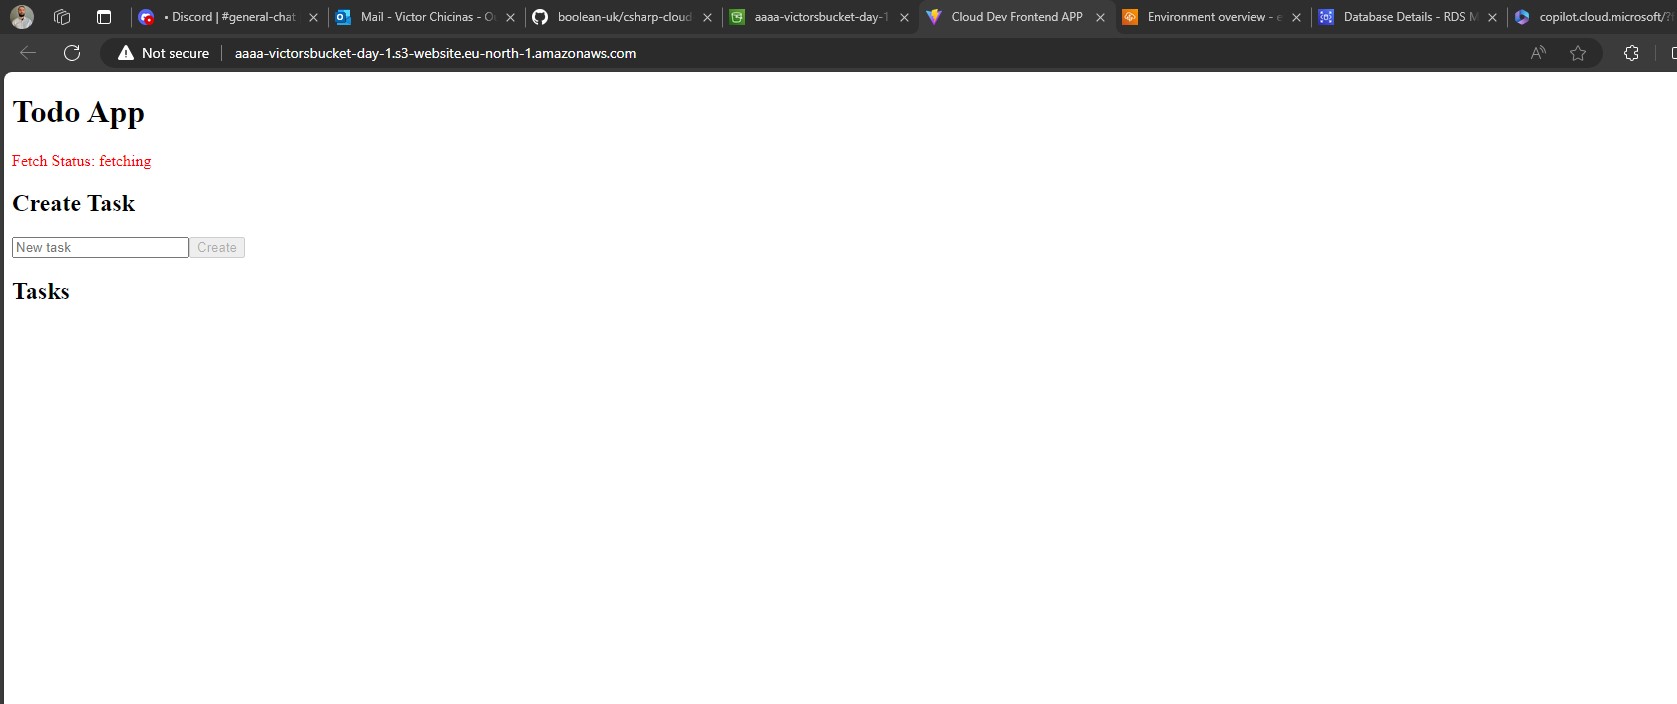 • Discord | #general-chat
Mail - Victor Chicinas - O
boolean-uk/csharp-cloud
aaaa-victorsbucket-day-1
Cloud Dev Frontend APP
Environment overview - e
Database Details - RDS M
copilot.cloud.microsoft/?
Not secure
aaaa-victorsbucket-day-1.s3-website.eu-north-1.amazonaws.com
Todo App
Fetch Status: fetching
Create Task
New task
Create
Tasks